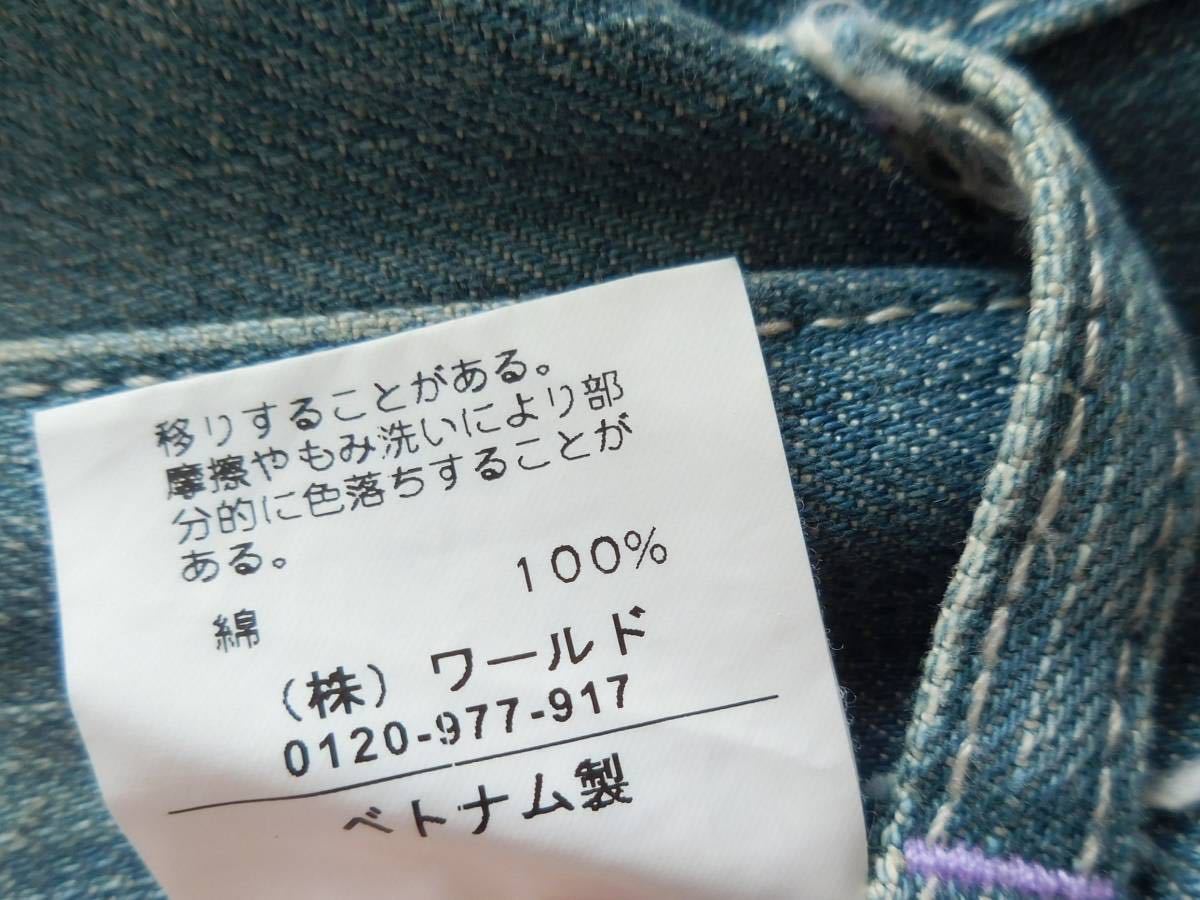 移りすることがある。
摩擦やもみ洗いにより部
分的に色落ちすることが
ある。
綿 100%
(株) ワールド
0120-977-917
ベトナム製